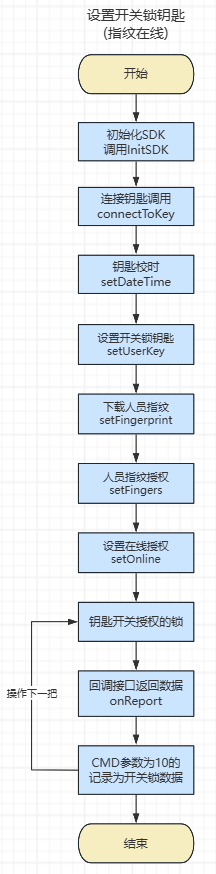 设置开关锁钥匙
(指纹在线)
开始
初始化SDK
调用InitSDK
连接钥匙调用
connectToKey
钥匙校时
setDateTime
设置开关锁钥匙
setUserKey
下载人员指纹
setFingerprint
人员指纹授权
setFingers
设置在线授权
setOnline
钥匙开关授权的锁
操作下一把
回调接口返回数据
onReport
CMD参数为10的
记录为开关锁数据
结束